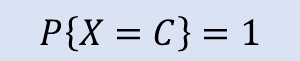 P{X = C} = 1